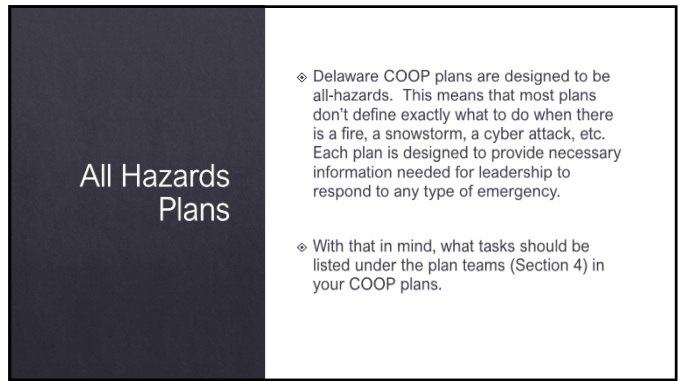 All Hazards
Plans
Delaware COOP plans are designed to be
all-hazards.  This means that most plans
don't define exactly what to do when there
is a fire, a snowstorm, a cyber attack, etc.
Each plan is designed to provide necessary
information needed for leadership to
respond to any type of emergency.
With that in mind, what tasks should be
listed under the plan teams (Section 4) in
your COOP plans.